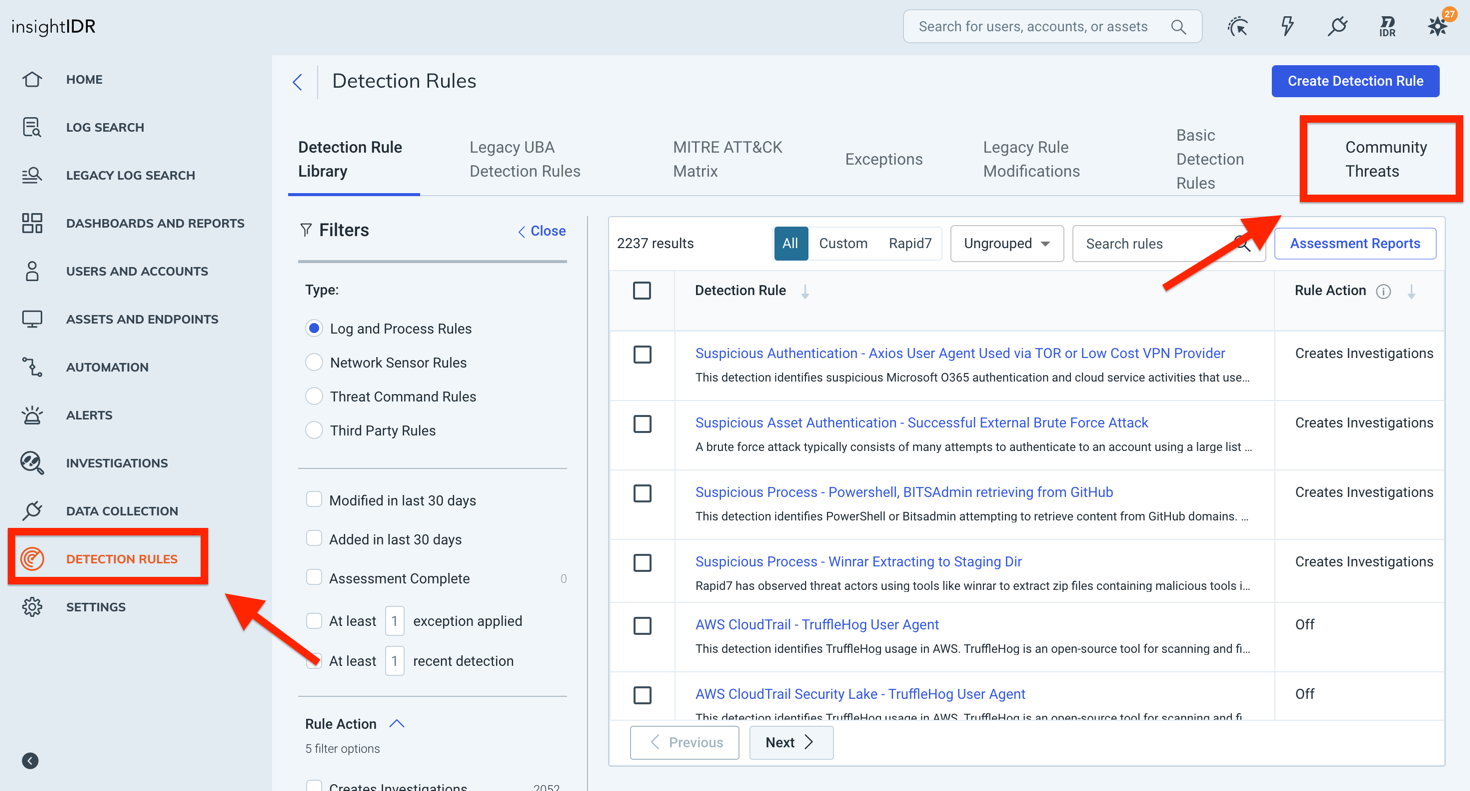 insightIDR
Search for users, accounts, or assets
IDR
27
HOME
LOG SEARCH
LEGACY LOG SEARCH
DASHBOARDS AND REPORTS
USERS AND ACCOUNTS
ASSETS AND ENDPOINTS
AUTOMATION
ALERTS
INVESTIGATIONS
DATA COLLECTION
DETECTION RULES
SETTINGS
Detection Rules
Create Detection Rule
Detection Rule
Library
Legacy UBA
Detection Rules
MITRE ATT&CK
Matrix
Exceptions
Legacy Rule
Modifications
Basic
Detection
Rules
Community
Threats
Filters
Close
Type:
Log and Process Rules
Network Sensor Rules
Threat Command Rules
Third Party Rules
Modified in last 30 days
Added in last 30 days
Assessment Complete 0
At least 1 exception applied
At least 1 recent detection
Rule Action
5 filter options
Creates Investigations 2052
2237 results
All Custom Rapid7
Ungrouped
Search rules
Assessment Reports
Detection Rule
Rule Action
Suspicious Authentication - Axios User Agent Used via TOR or Low Cost VPN Provider
This detection identifies suspicious Microsoft O365 authentication and cloud service activities that use...
Creates Investigations
Suspicious Asset Authentication - Successful External Brute Force Attack
A brute force attack typically consists of many attempts to authenticate to an account using a large list ...
Creates Investigations
Suspicious Process - Powershell, BITSAdmin retrieving from GitHub
This detection identifies PowerShell or Bitsadmin attempting to retrieve content from GitHub domains. ...
Creates Investigations
Suspicious Process - Winrar Extracting to Staging Dir
Rapid7 has observed threat actors using tools like winrar to extract zip files containing malicious tools i...
Creates Investigations
AWS CloudTrail - TruffleHog User Agent
This detection identifies TruffleHog usage in AWS. TruffleHog is an open-source tool for scanning and fi...
Off
AWS CloudTrail Security Lake - TruffleHog User Agent
This detection identifies TruffleHog usage in AWS. TruffleHog is an open-source tool for scanning and fi...
Off
Previous
Next